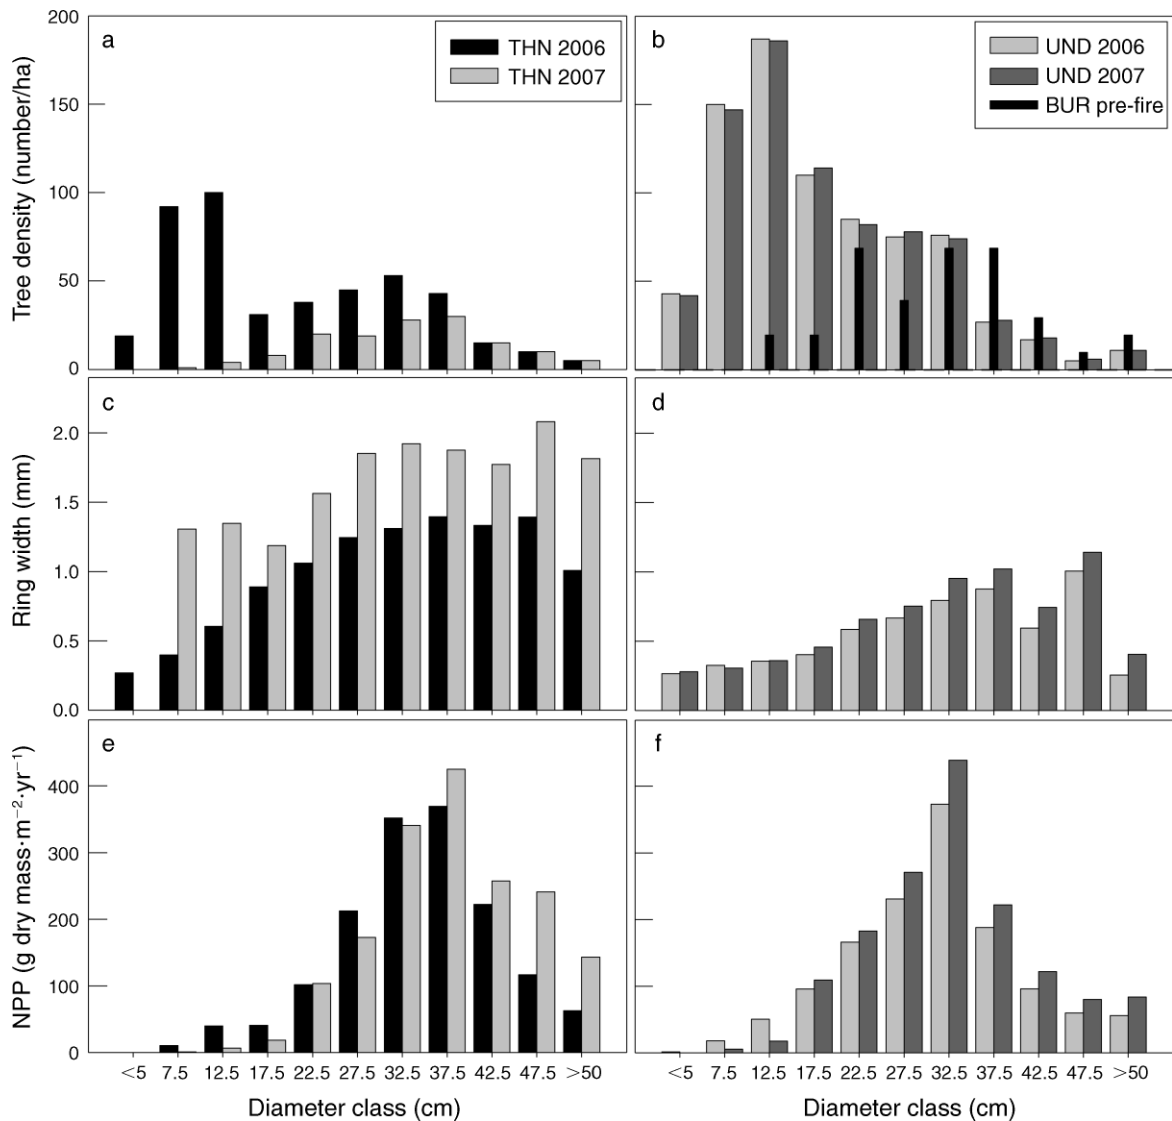 a
THN 2006
THN 2007
b
UND 2006
UND 2007
BUR pre-fire
Tree density (number/ha)
200
150
100
50
0
c
d
Ring width (mm)
2.0
1.5
1.0
0.5
0.0
e
f
NPP (g dry mass·m⁻²·yr⁻¹)
400
300
200
100
0
<5 7.5 12.5 17.5 22.5 27.5 32.5 37.5 42.5 47.5 >50
<5 7.5 12.5 17.5 22.5 27.5 32.5 37.5 42.5 47.5 >50
Diameter class (cm)
Diameter class (cm)